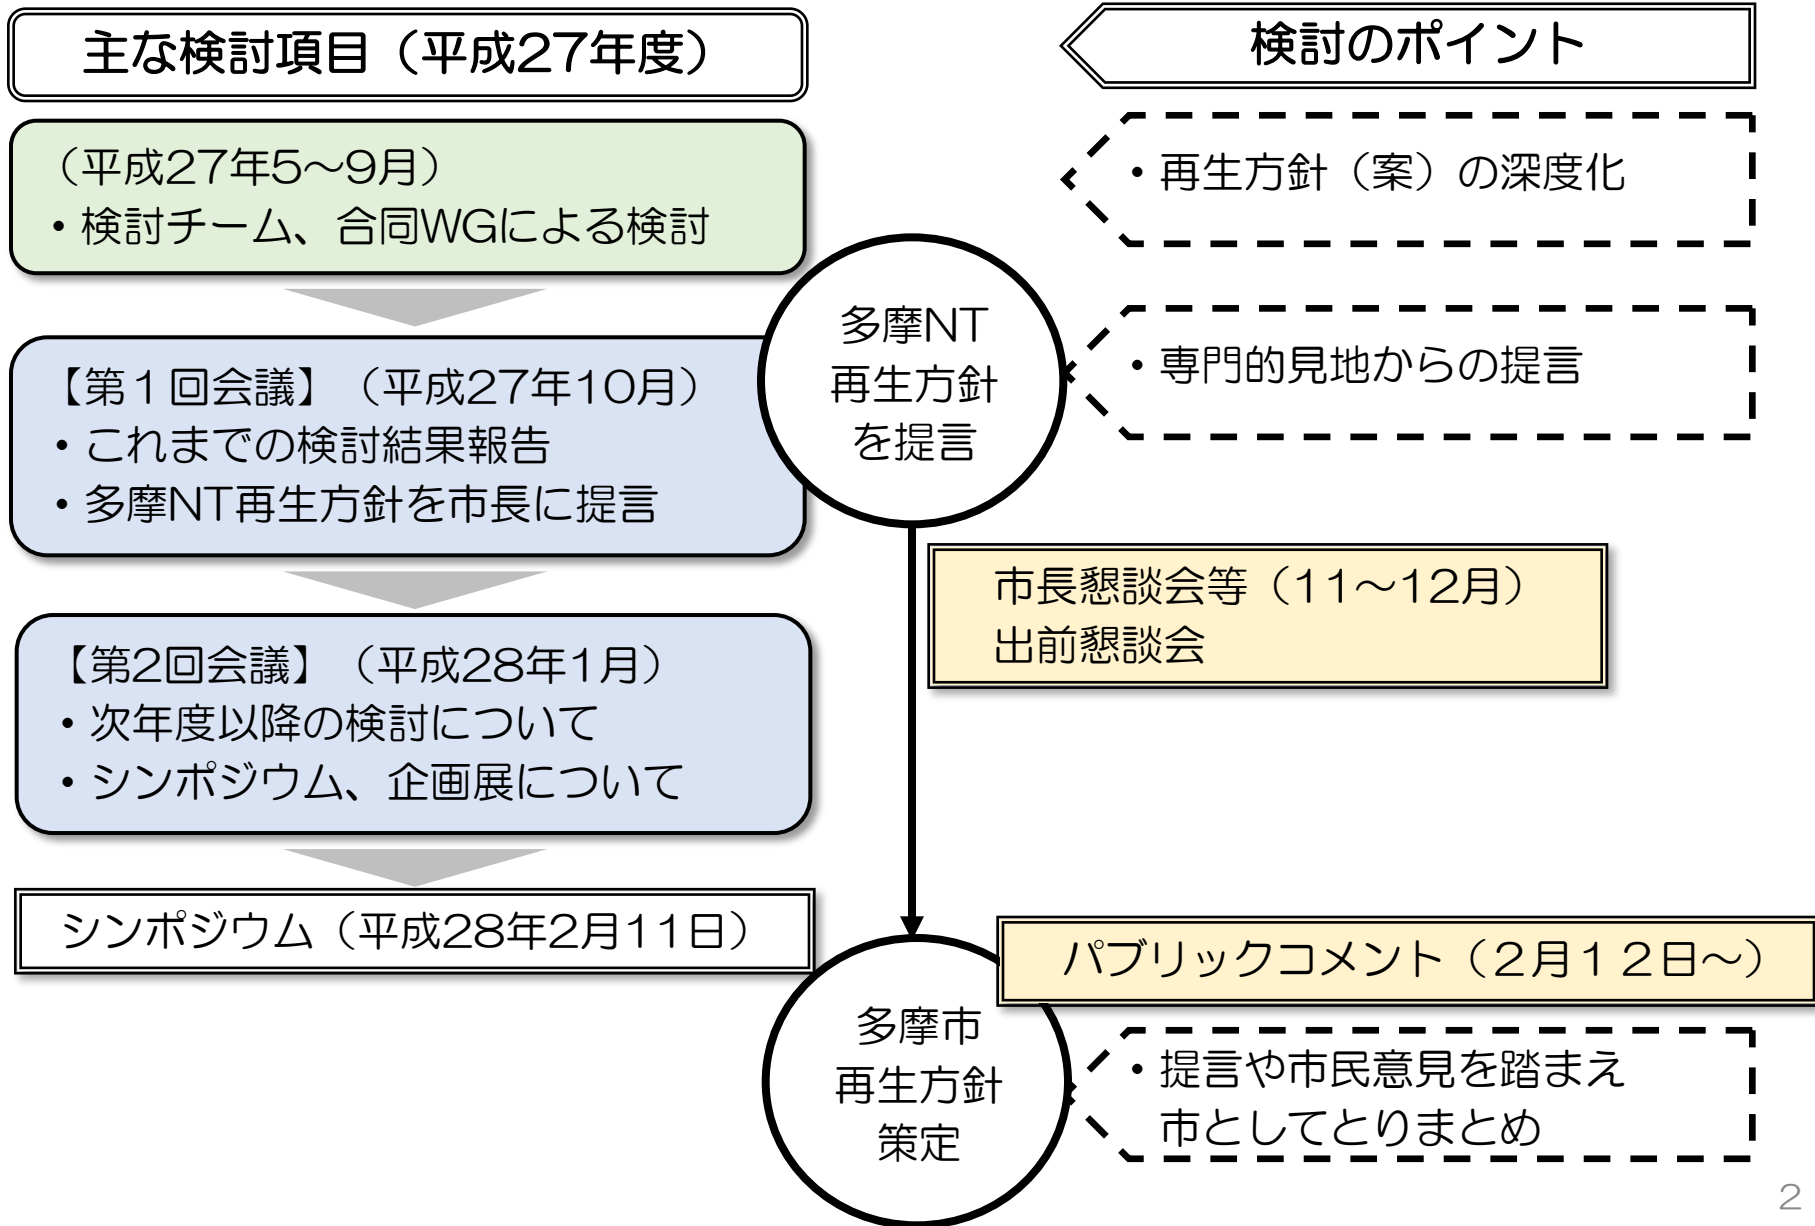 主な検討項目（平成27年度）
（平成27年5～9月）
・検討チーム、合同WGによる検討
【第１回会議】（平成27年10月）
・これまでの検討結果報告
・多摩NT再生方針を市長に提言
【第2回会議】（平成28年1月）
・次年度以降の検討について
・シンポジウム、企画展について
シンポジウム（平成28年2月11日）
多摩NT
再生方針
を提言
市長懇談会等（11～12月）
出前懇談会
パブリックコメント（２月１２日～）
多摩市
再生方針
策定
検討のポイント
・再生方針（案）の深度化
・専門的見地からの提言
・提言や市民意見を踏まえ
市としてとりまとめ
2